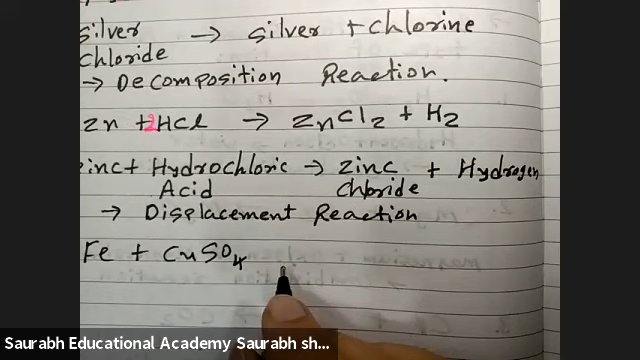 silver → silver + chlorine
chloride
→ Decomposition Reaction.
Zn + 2HCl → ZnCl2 + H2
zinc + Hydrochloric → zinc + Hydrogen
Acid chloride
→ Displacement Reaction
Fe + CuSO4
Saurabh Educational Academy Saurabh sh...